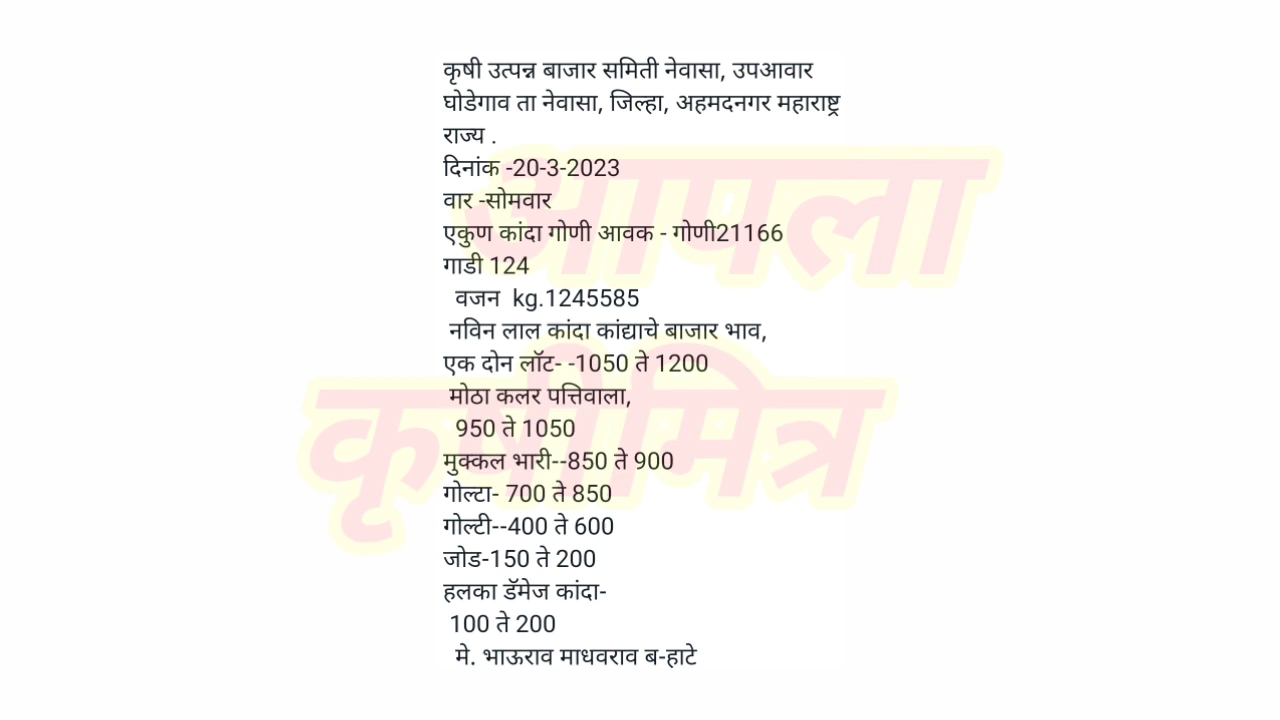 कृषी उत्पन्न बाजार समिती नेवासा, उपआवार
घोडेगाव ता नेवासा, जिल्हा, अहमदनगर महाराष्ट्र
राज्य .
दिनांक -20-3-2023
वार -सोमवार
एकुण कांदा गोणी आवक - गोणी21166
गाडी 124
वजन kg.1245585
नविन लाल कांदा कांद्याचे बाजार भाव,
एक दोन लॉट- -1050 ते 1200
मोठा कलर पत्तिवाला,
950 ते 1050
मुक्कल भारी--850 ते 900
गोल्टा- 700 ते 850
गोल्टी--400 ते 600
जोड-150 ते 200
हलका डॅमेज कांदा-
100 ते 200
मे. भाऊराव माधवराव ब-हाटे
आपला
कृषीमित्र